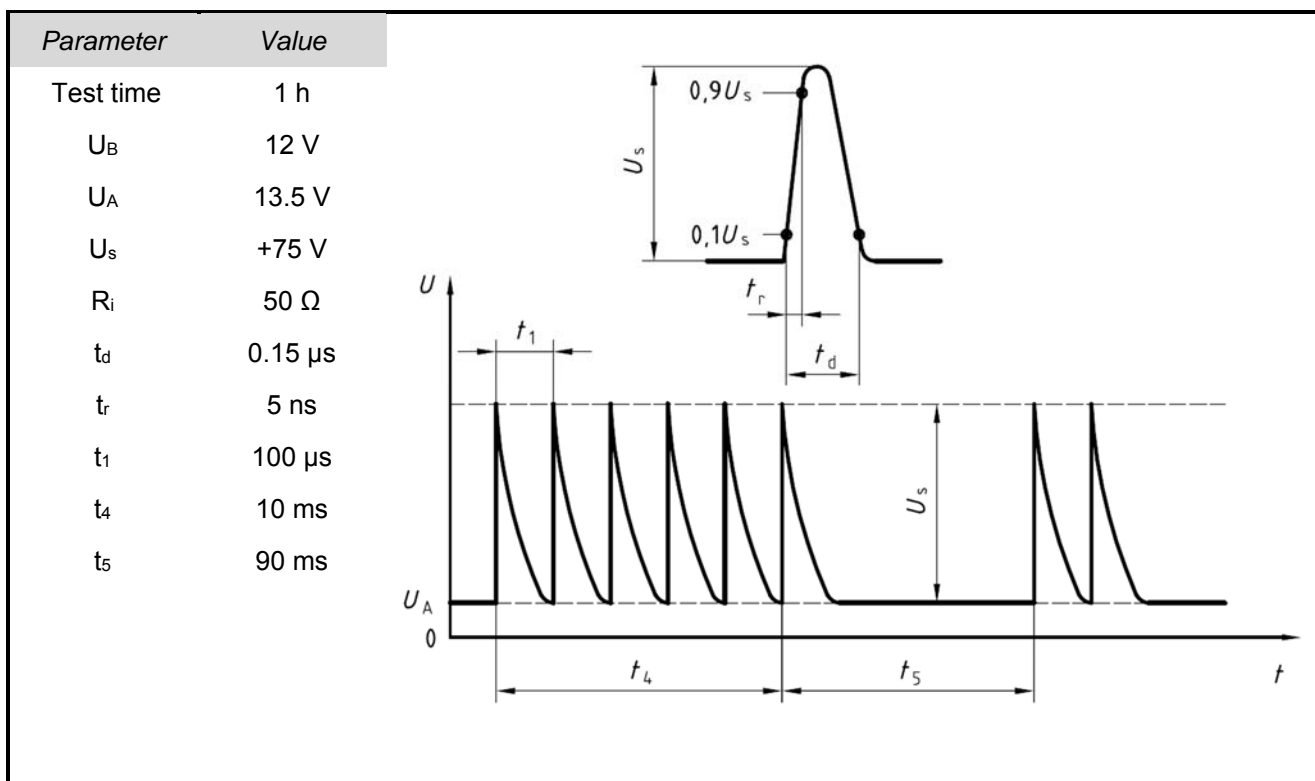 Parameter Value
Test time 1 h
UB 12 V
UA 13.5 V
Us +75 V
Ri 50 Ω
td 0.15 µs
tr 5 ns
t1 100 µs
t4 10 ms
t5 90 ms
0,9Us
Us
0,1Us
tr
td
U
t1
Us
UA
0
t4
t5
t